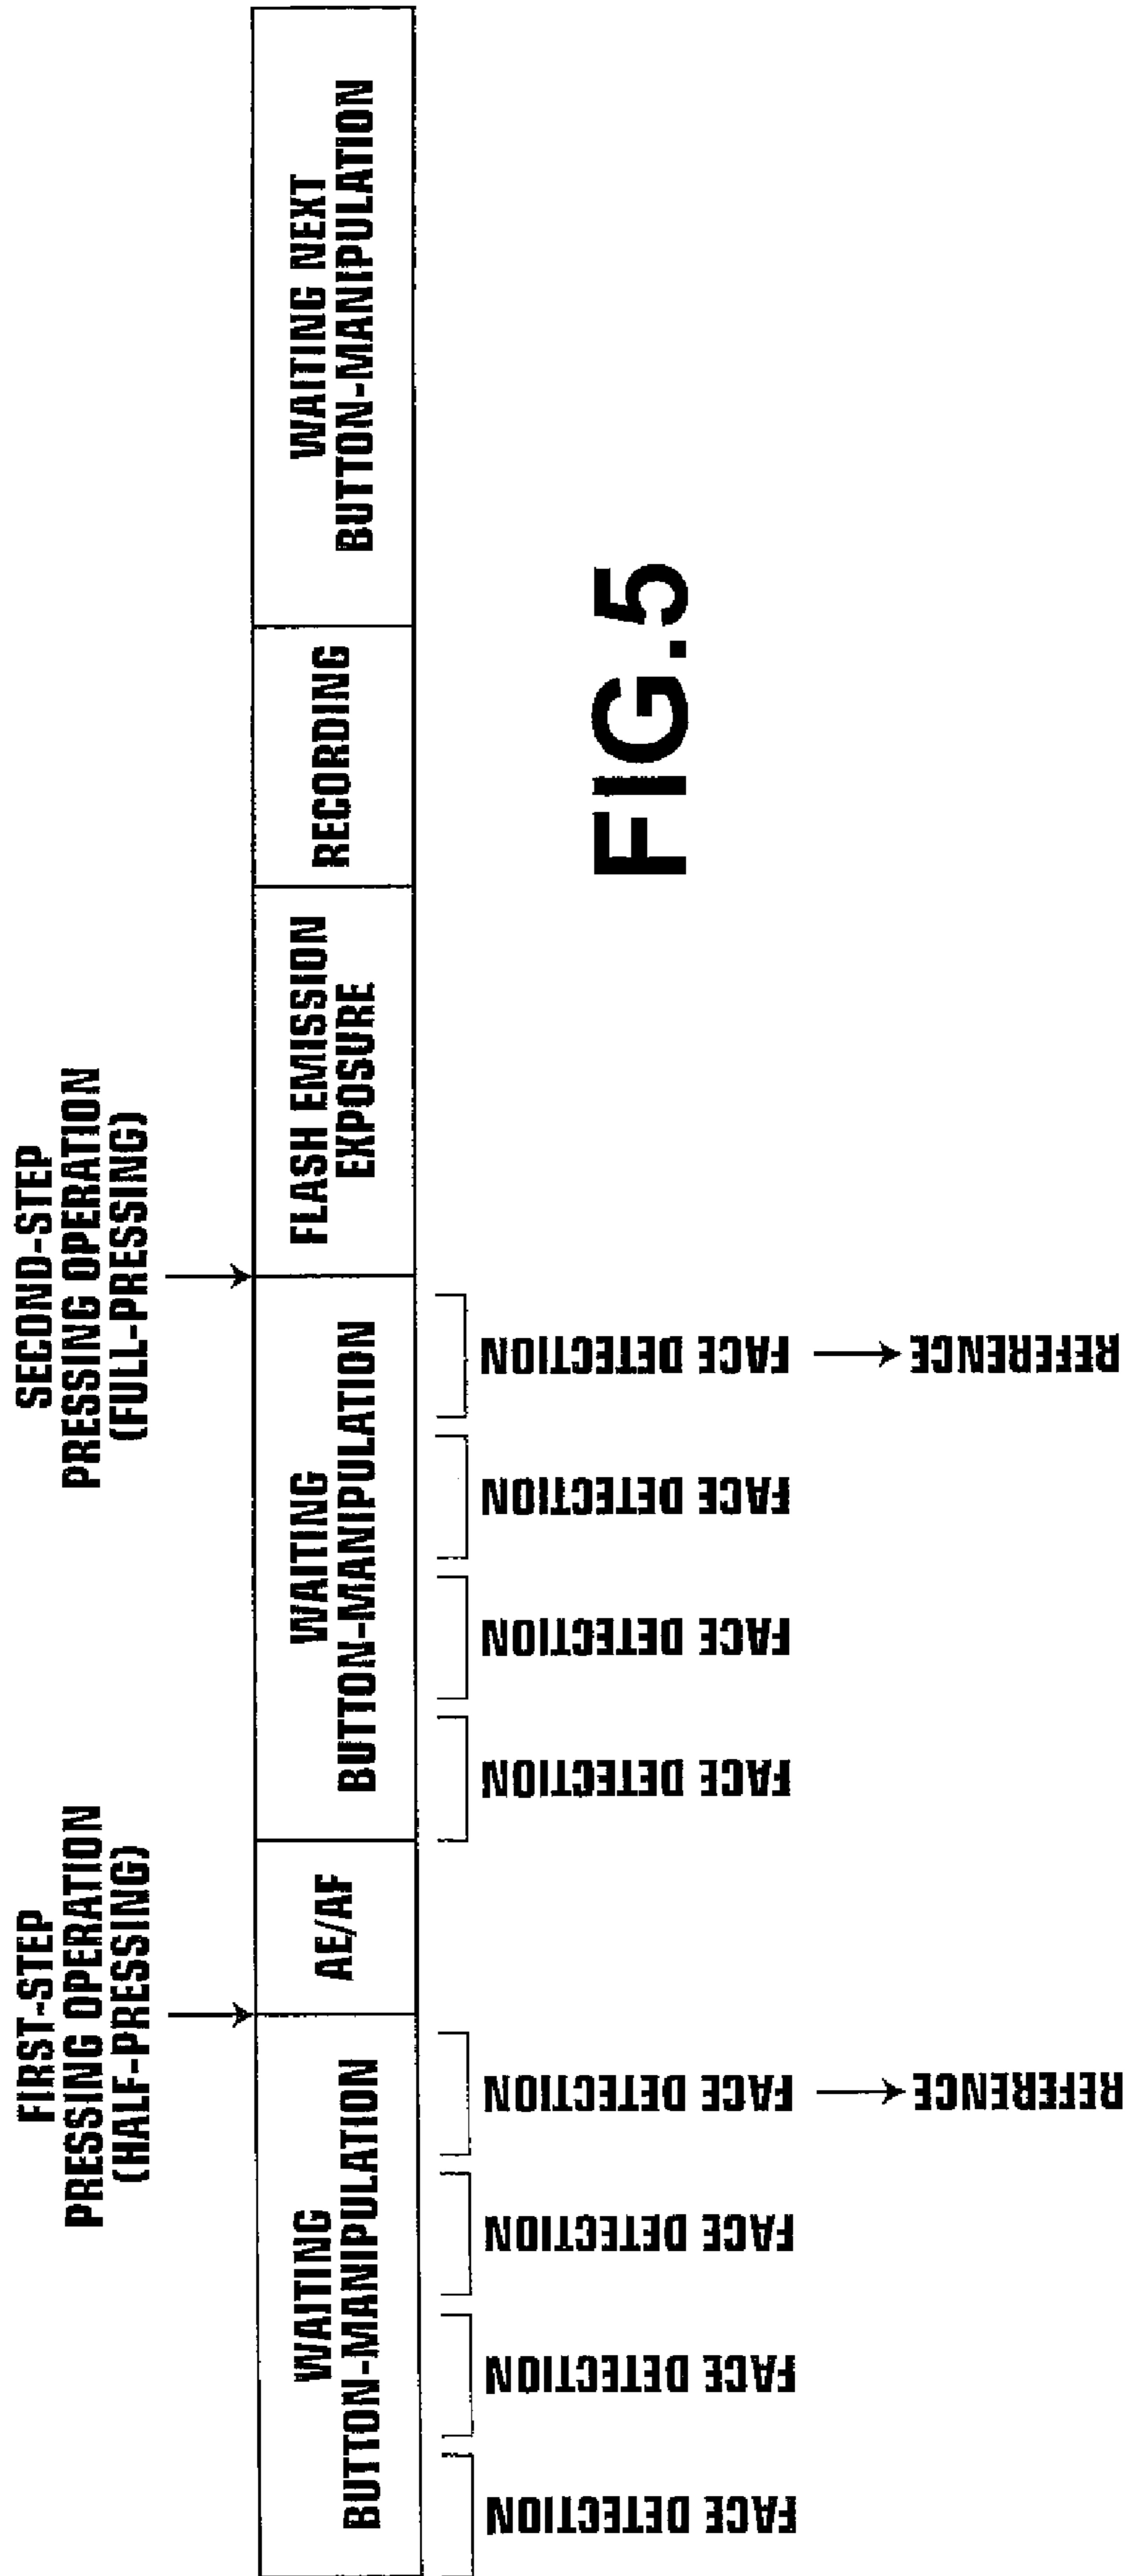 FIRST-STEP
PRESSING OPERATION
(HALF-PRESSING)
SECOND-STEP
PRESSING OPERATION
(FULL-PRESSING)
WAITING
BUTTON-MANIPULATION
AE/AF
WAITING
BUTTON-MANIPULATION
FLASH EMISSION
EXPOSURE
RECORDING
WAITING NEXT
BUTTON-MANIPULATION
FACE DETECTION
FACE DETECTION
FACE DETECTION
FACE DETECTION
FACE DETECTION
FACE DETECTION
FACE DETECTION
FACE DETECTION
REFERENCE
REFERENCE
FIG.5